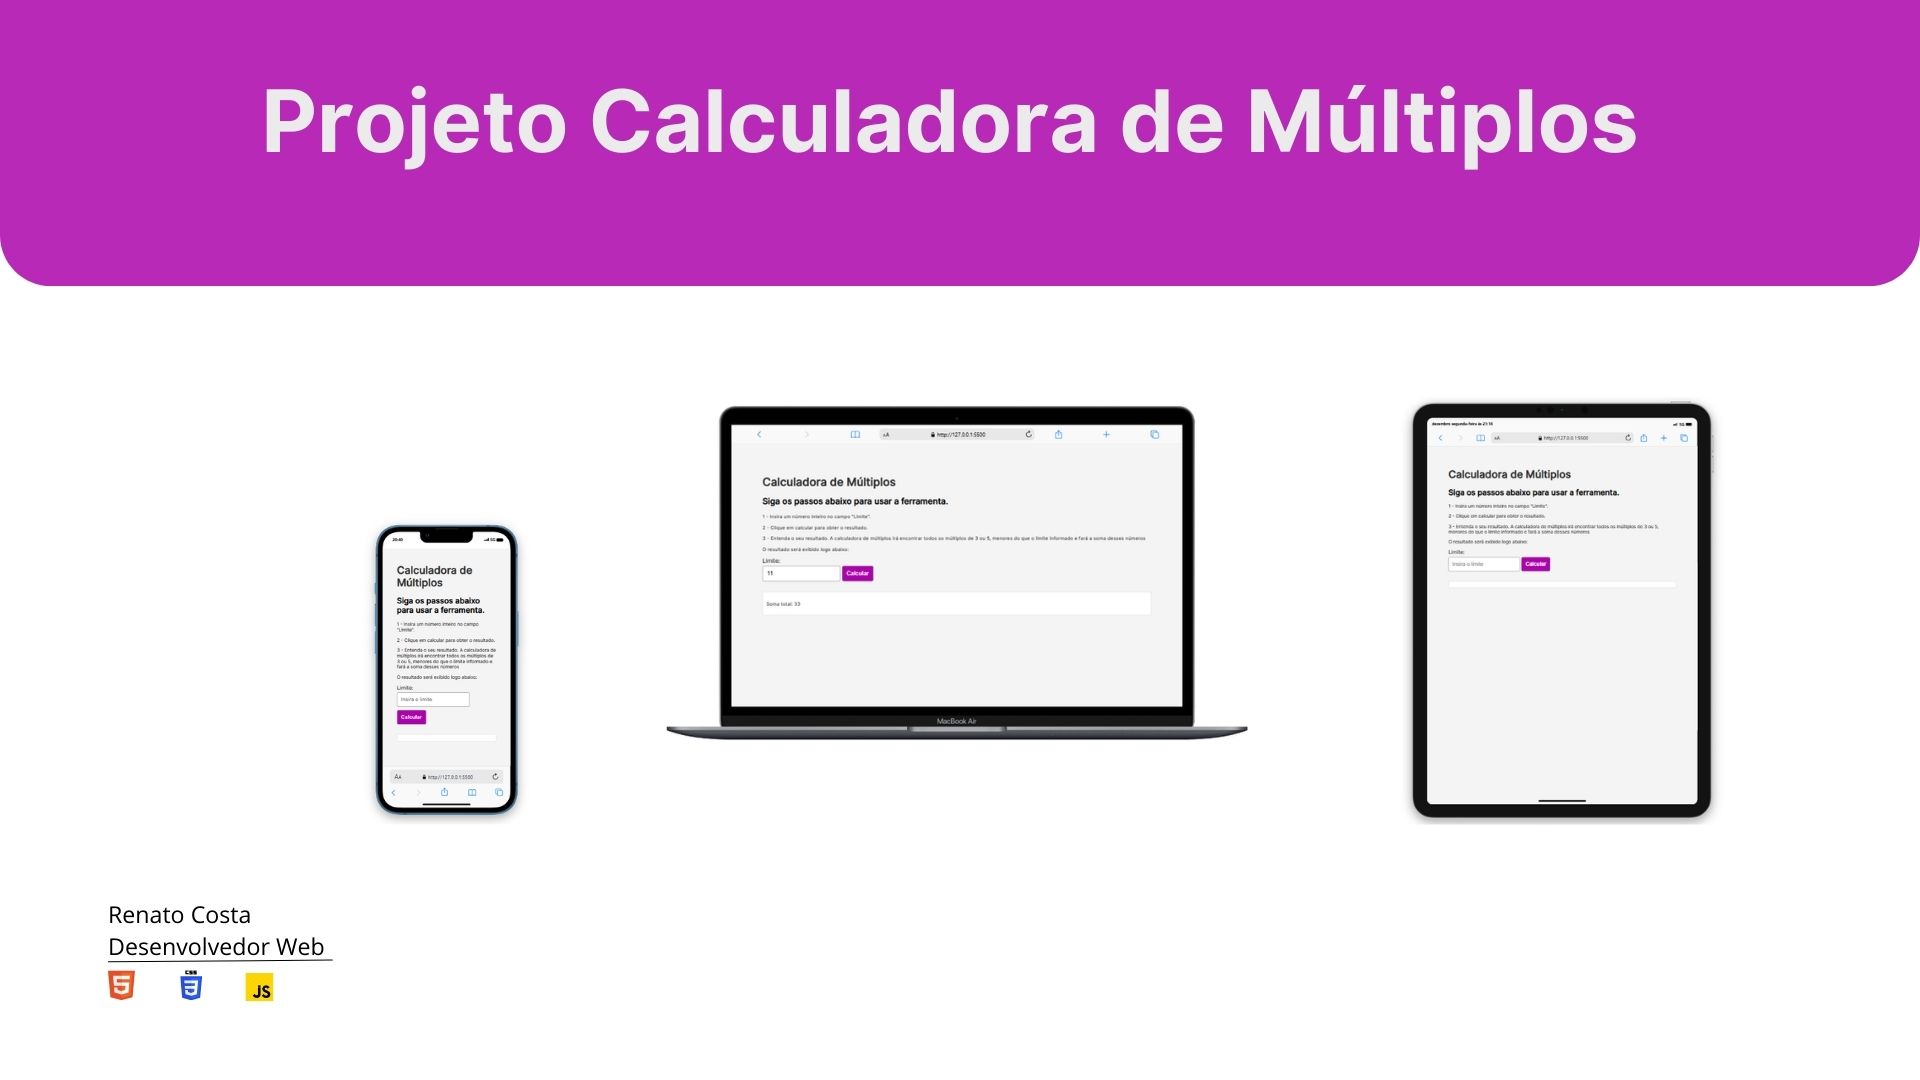 Projeto Calculadora de Múltiplos
20:40
5G
Calculadora de
Múltiplos
Siga os passos abaixo
para usar a ferramenta.
1 - Insira um número inteiro no campo
"Limite".
2 - Clique em calcular para obter o resultado.
3 - Entenda o seu resultado. A calculadora de
múltiplos irá encontrar todos os múltiplos de
3 ou 5, menores do que o limite informado e
fará a soma desses números
O resultado será exibido logo abaixo:
Limite:
Insira o limite
Calcular
AA
http://127.0.0.1:5500
AA
http://127.0.0.1:5500
Calculadora de Múltiplos
Siga os passos abaixo para usar a ferramenta.
1 - Insira um número inteiro no campo "Limite".
2 - Clique em calcular para obter o resultado.
3 - Entenda o seu resultado. A calculadora de múltiplos irá encontrar todos os múltiplos de 3 ou 5, menores do que o limite informado e fará a soma desses números
O resultado será exibido logo abaixo:
Limite:
11
Calcular
Soma total: 33
MacBook Air
dezembro segunda-feira às 21:16
5G
AA
http://127.0.0.1:5500
Calculadora de Múltiplos
Siga os passos abaixo para usar a ferramenta.
1 - Insira um número inteiro no campo "Limite".
2 - Clique em calcular para obter o resultado.
3 - Entenda o seu resultado. A calculadora de múltiplos irá encontrar todos os múltiplos de 3 ou 5,
menores do que o limite informado e fará a soma desses números
O resultado será exibido logo abaixo:
Limite:
Insira o limite
Calcular
Renato Costa
Desenvolvedor Web
5
CSS
3
JS